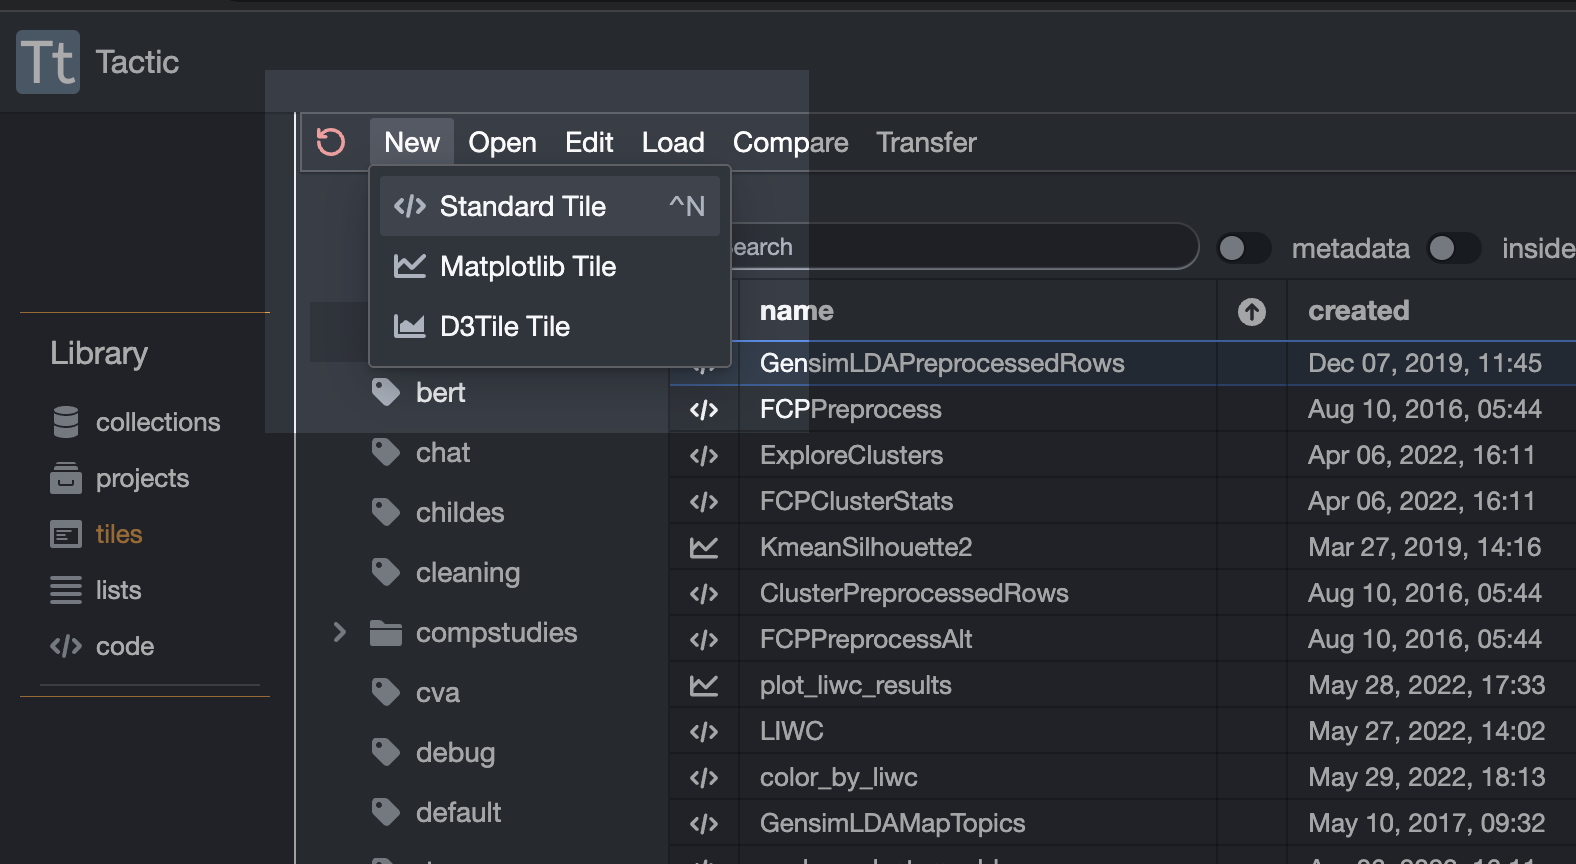 Tt Tactic
New Open Edit Load Compare Transfer
Standard Tile ^N
Matplotlib Tile
D3Tile Tile
earch metadata inside
Library
collections
projects
tiles
lists
code
bert
chat
childes
cleaning
compstudies
cva
debug
default
name created
GensimLDAPreprocessedRows Dec 07, 2019, 11:45
FCPPreprocess Aug 10, 2016, 05:44
ExploreClusters Apr 06, 2022, 16:11
FCPClusterStats Apr 06, 2022, 16:11
KmeanSilhouette2 Mar 27, 2019, 14:16
ClusterPreprocessedRows Aug 10, 2016, 05:44
FCPPreprocessAlt Aug 10, 2016, 05:44
plot_liwc_results May 28, 2022, 17:33
LIWC May 27, 2022, 14:02
color_by_liwc May 29, 2022, 18:13
GensimLDAMapTopics May 10, 2017, 09:32